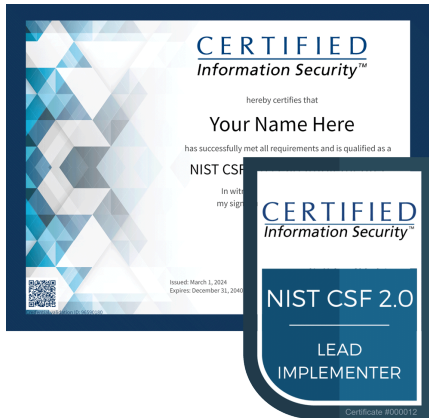 CERTIFIED
Information Security™
hereby certifies that
Your Name Here
has successfully met all requirements and is qualified as a
NIST CSF
In
my sign
Issued: March 1, 2024
Expires: December 31, 2040
CERTIFIED
Information Security™
NIST CSF 2.0
LEAD
IMPLEMENTER
Certificate #000012